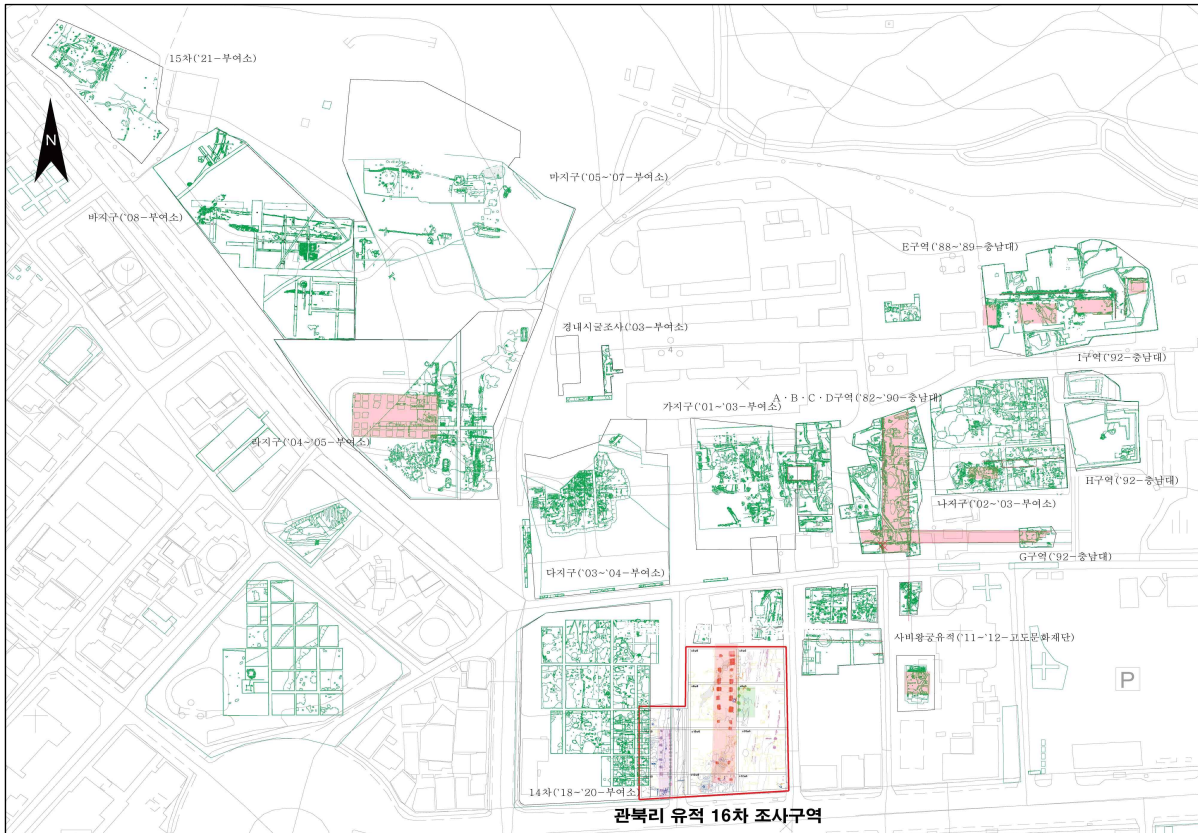 15차('21-부여소)
N
마지구('05~'07-부여소)
바지구('08-부여소)
E구역('88~'89-충남대)
경내시굴조사('03-부여소)
4
I구역('92-충남대)
A·B·C·D구역('82~'90-충남대)
가지구('01~'03-부여소)
라지구('04~'05-부여소)
H구역('92-충남대)
나지구('02~'03-부여소)
G구역('92-충남대)
다지구('03~'04-부여소)
사비왕궁유적('11~'12-고도문화재단)
P
14차('18~'20-부여소)
관북리 유적 16차 조사구역